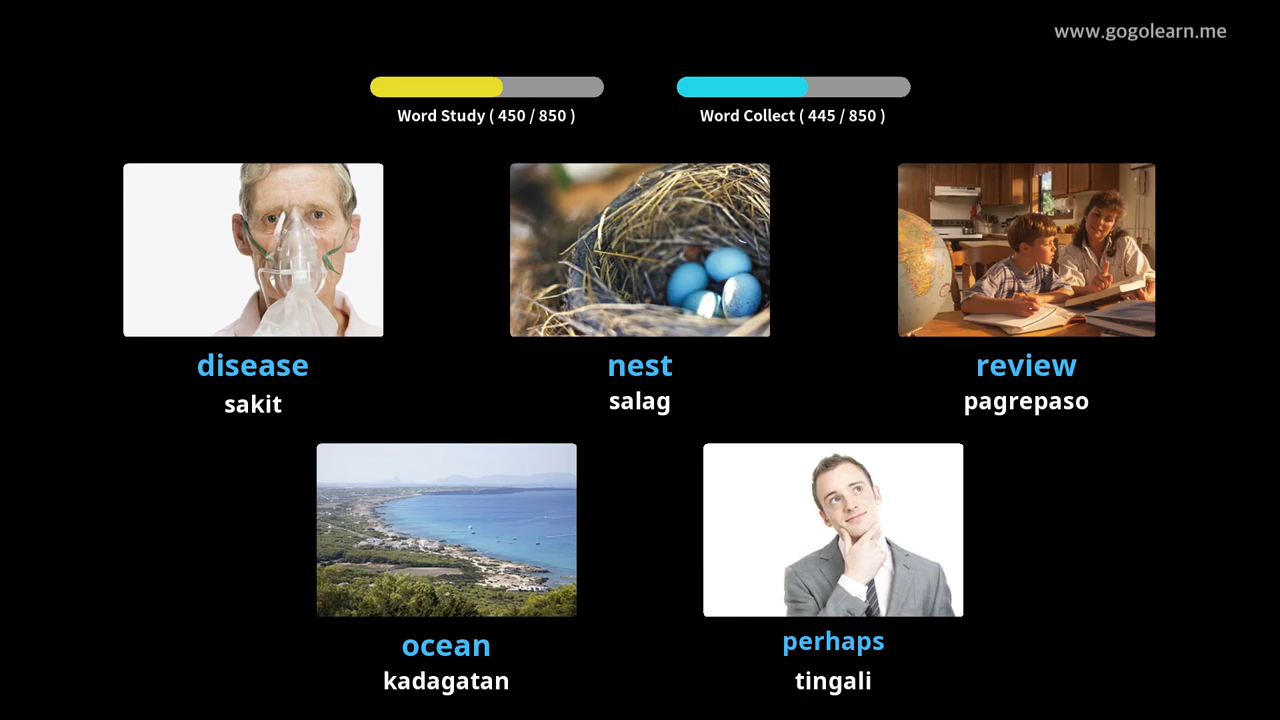 www.gogolearn.me
Word Study ( 450 / 850 )
Word Collect ( 445 / 850 )
disease
sakit
nest
salag
review
pagrepaso
ocean
kadagatan
perhaps
tingali